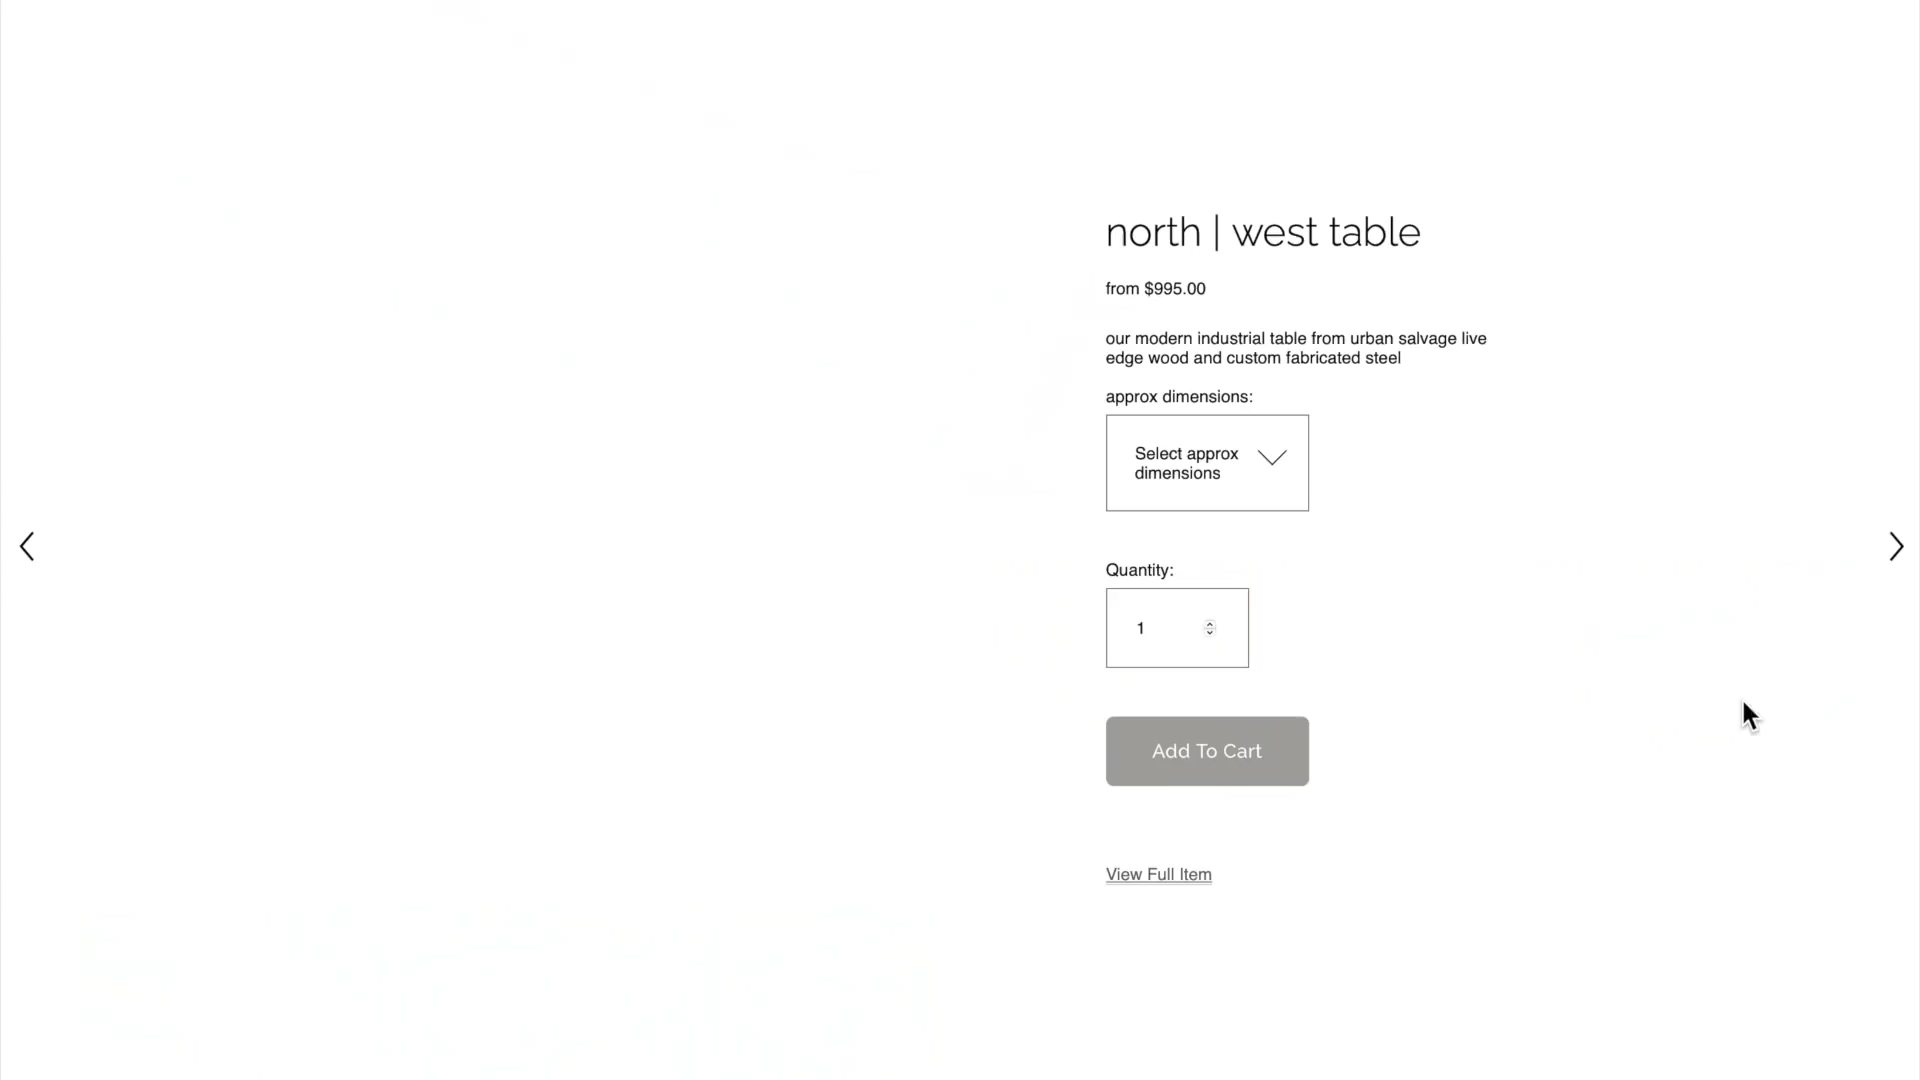 north | west table
from $995.00
our modern industrial table from urban salvage live
edge wood and custom fabricated steel
approx dimensions:
Select approx
dimensions
Quantity:
1
Add To Cart
View Full Item